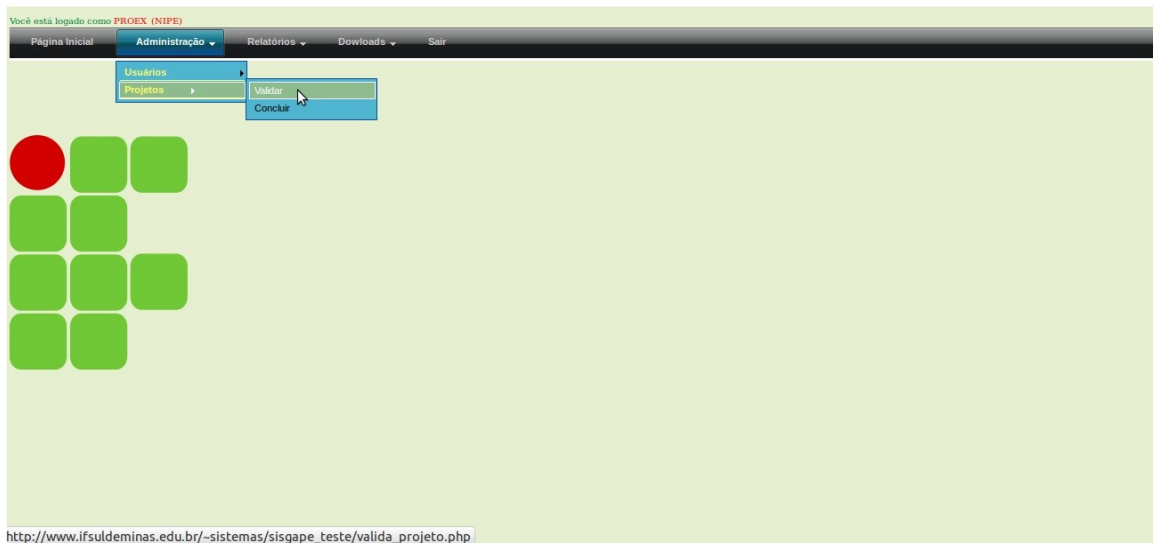 Você está logado como PROEX (NIPE)
Página Inicial Administração Relatórios Dowloads Sair
Usuários
Projetos Validar
Concluir
http://www.ifsuldeminas.edu.br/~sistemas/sisgape_teste/valida_projeto.php